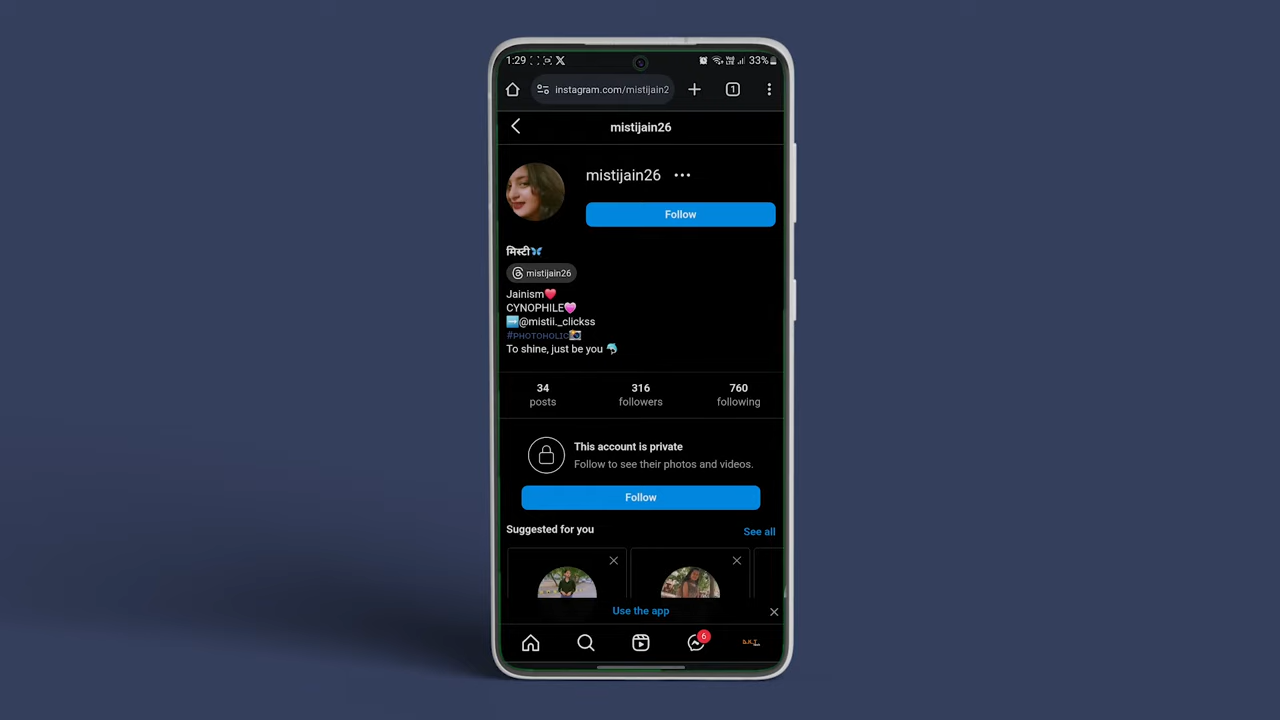 1:29 33%
instagram.com/mistijain2 1
mistijain26
mistijain26 •••
Follow
मिस्टी🦋
mistijain26
Jainism❤️
CYNOPHILE🩷
➡️@mistii._clickss
#ᴘʜᴏᴛᴏʜᴏʟɪᴄ📸
To shine, just be you 🐬
34 316 760
posts followers following
This account is private
Follow to see their photos and videos.
Follow
Suggested for you See all
Use the app
6